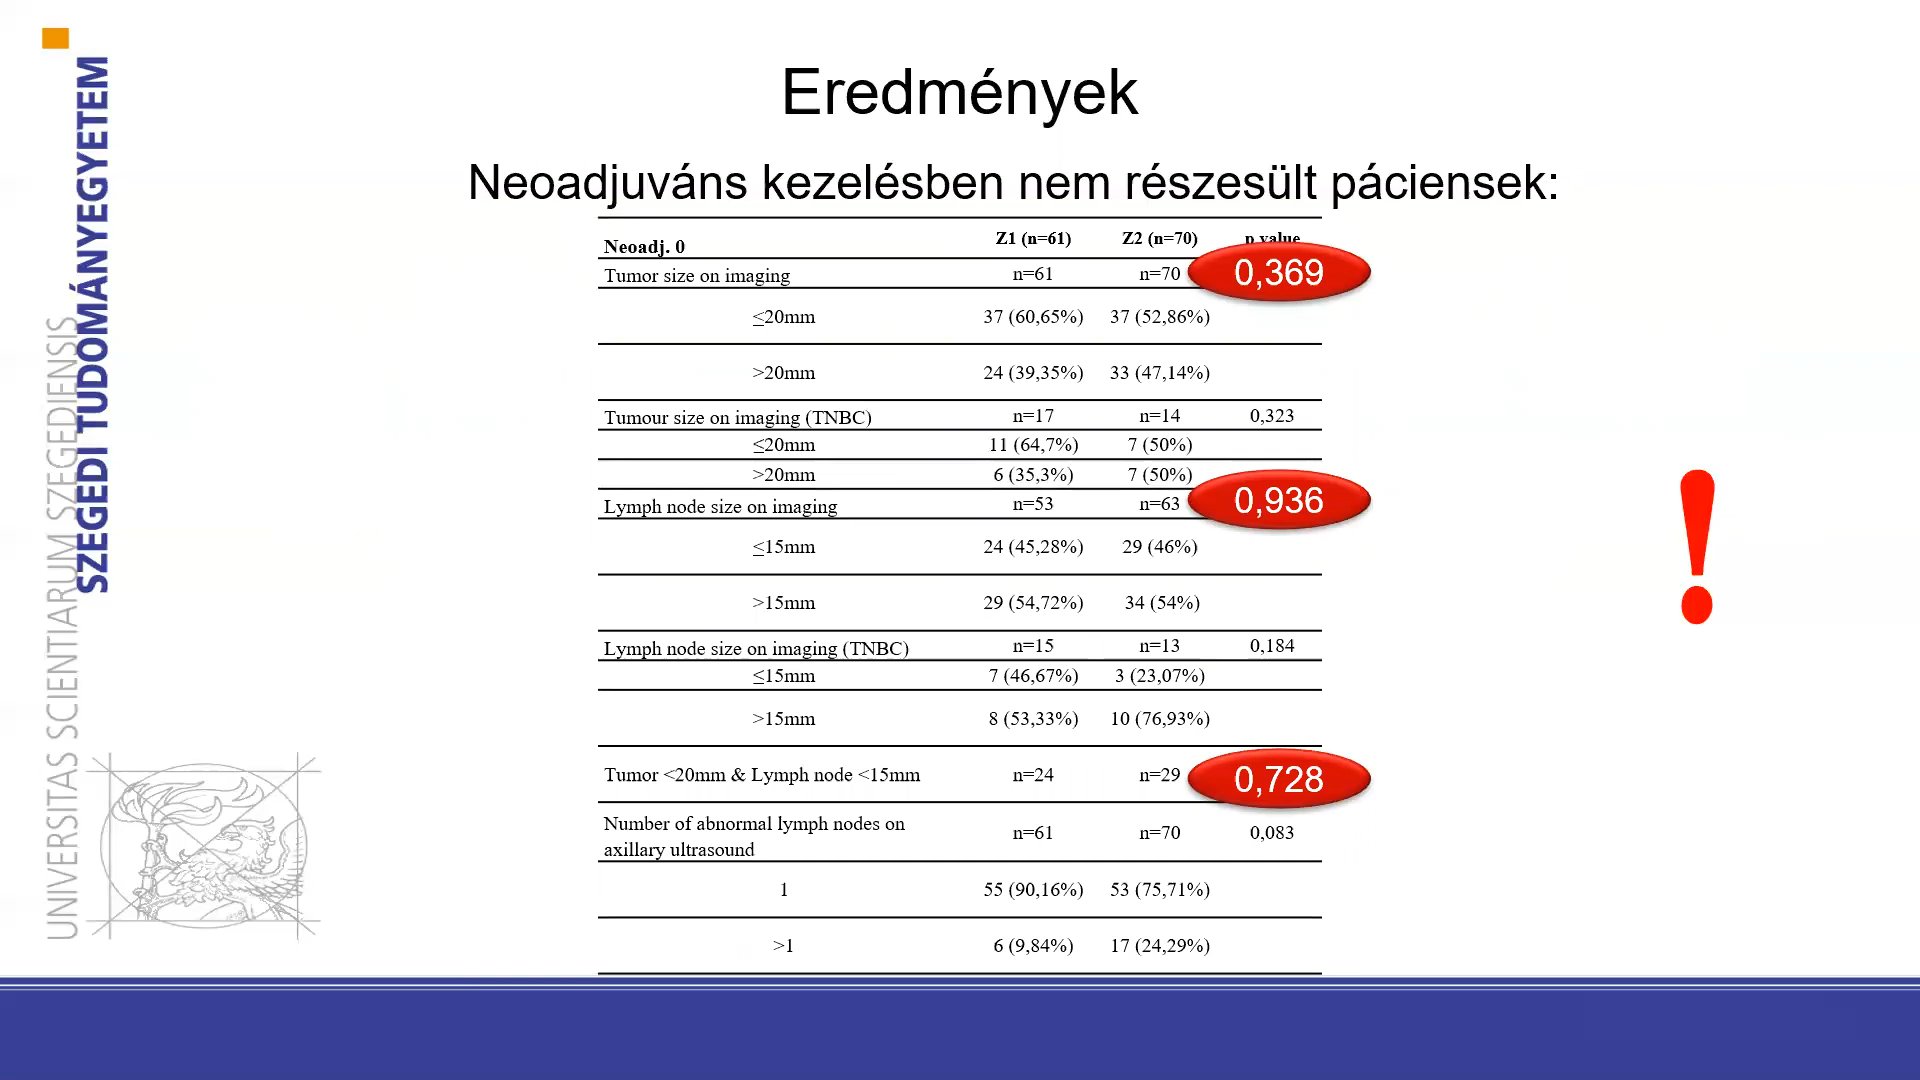 SZEGEDI TUDOMÁNYEGYETEM
UNIVERSITAS SCIENTIARUM SZEGEDIENSIS
Eredmények
Neoadjuváns kezelésben nem részesült páciensek:
Neoadj. 0 Z1 (n=61) Z2 (n=70) p value
Tumor size on imaging n=61 n=70 0,369
≤20mm 37 (60,65%) 37 (52,86%)
>20mm 24 (39,35%) 33 (47,14%)
Tumour size on imaging (TNBC) n=17 n=14 0,323
≤20mm 11 (64,7%) 7 (50%)
>20mm 6 (35,3%) 7 (50%)
Lymph node size on imaging n=53 n=63 0,936
≤15mm 24 (45,28%) 29 (46%)
>15mm 29 (54,72%) 34 (54%)
Lymph node size on imaging (TNBC) n=15 n=13 0,184
≤15mm 7 (46,67%) 3 (23,07%)
>15mm 8 (53,33%) 10 (76,93%)
Tumor <20mm & Lymph node <15mm n=24 n=29 0,728
Number of abnormal lymph nodes on
axillary ultrasound n=61 n=70 0,083
1 55 (90,16%) 53 (75,71%)
>1 6 (9,84%) 17 (24,29%)
!